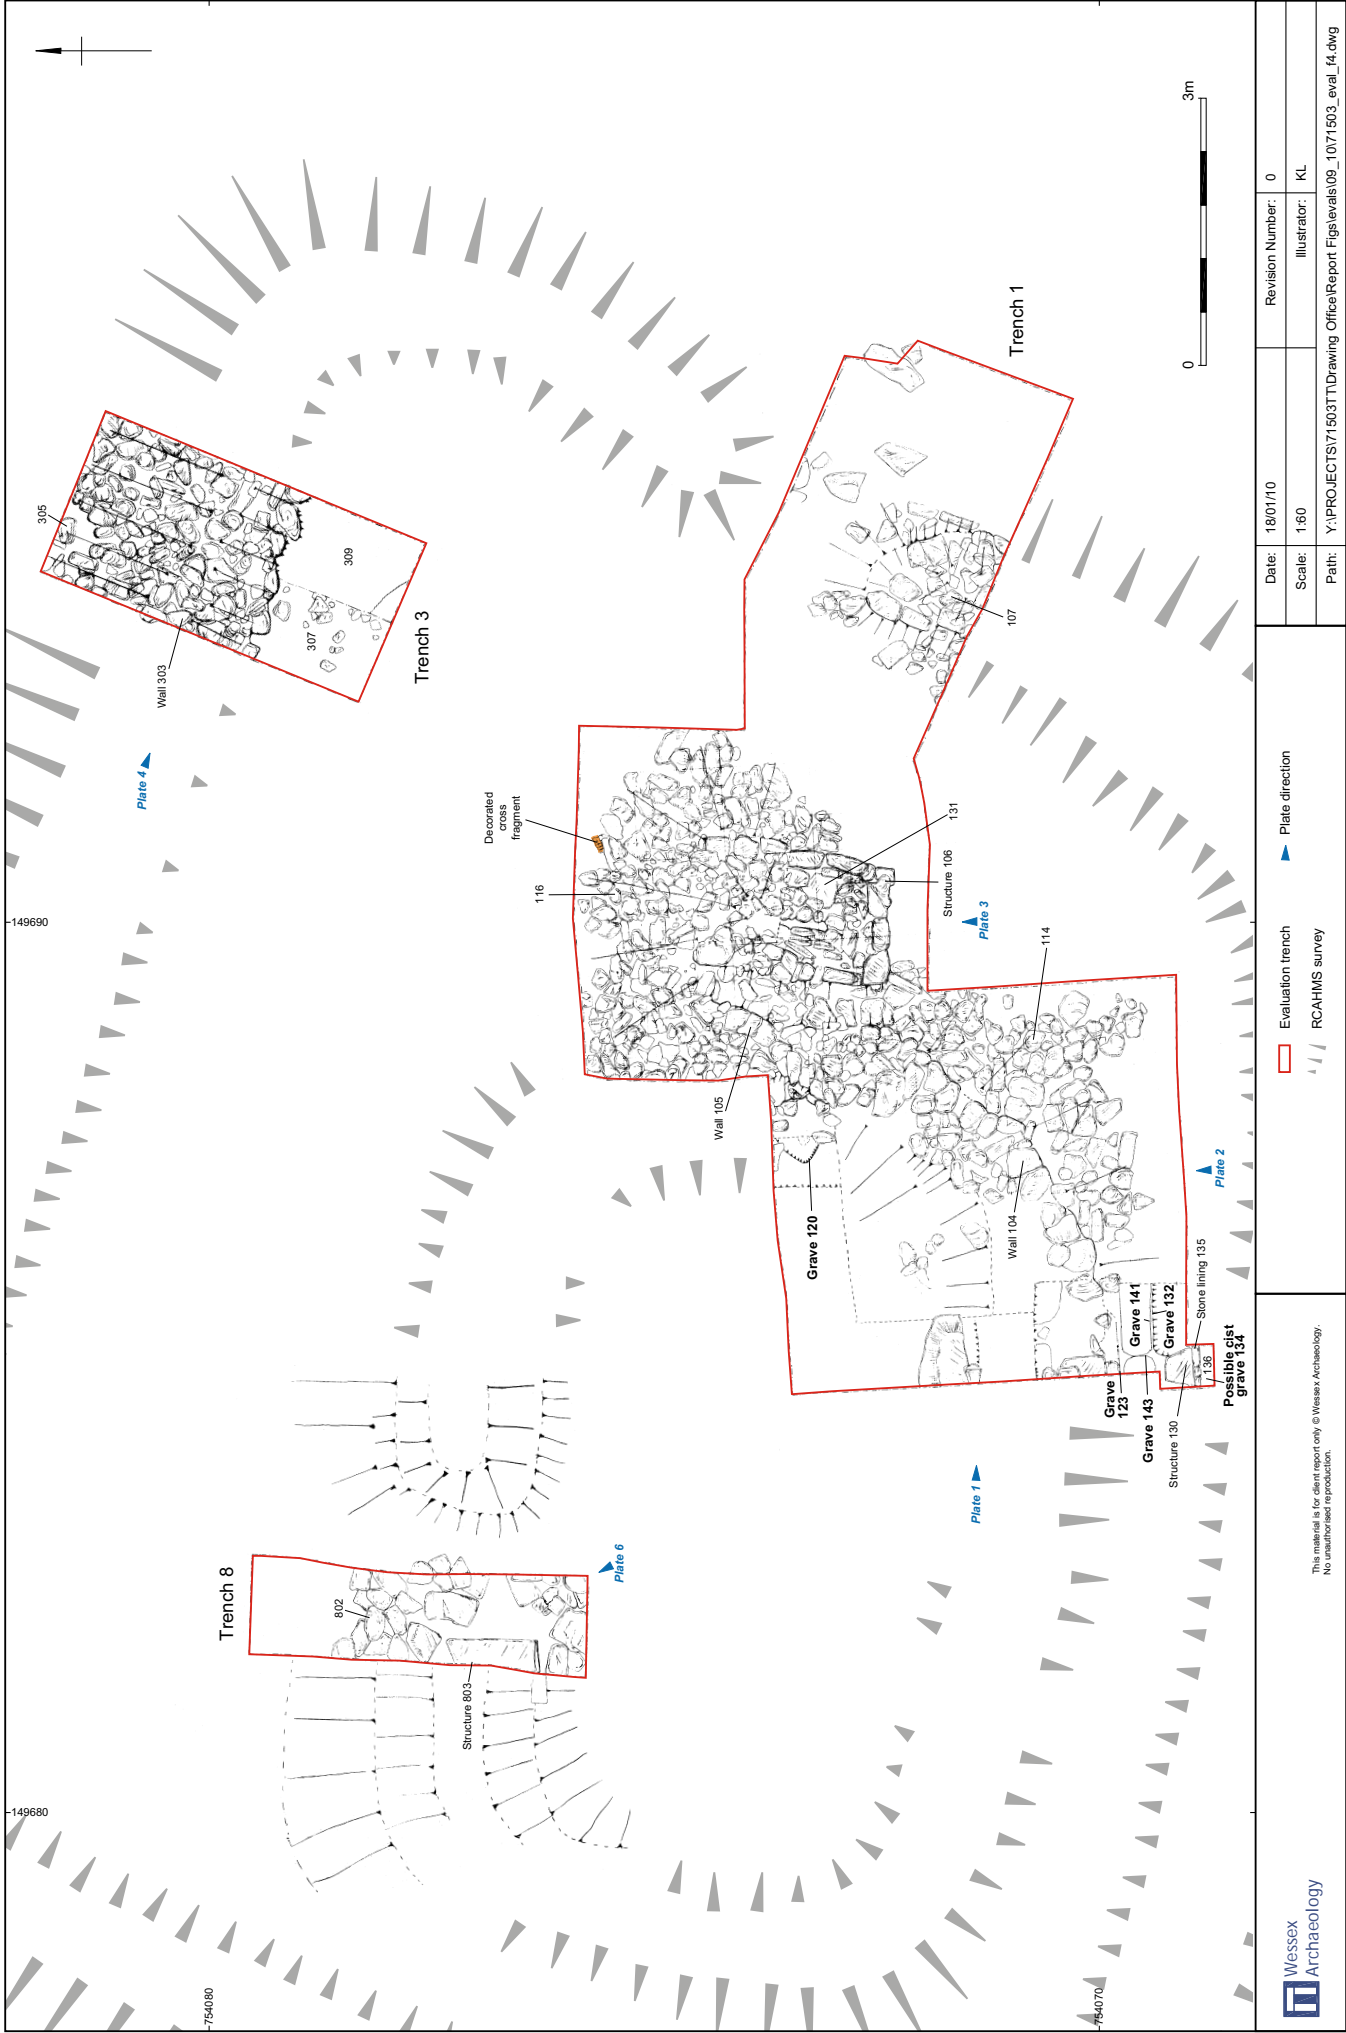 305
309
307
Wall 303
Trench 3
Plate 4
Decorated
cross
fragment
116
131
Structure 106
Plate 3
114
Wall 105
Wall 104
Grave 120
107
Trench 1
0
3m
Plate 2
Stone lining 135
Grave 141
Grave 132
136
Possible cist
grave 134
Grave
123
Grave 143
Structure 130
Plate 1
Plate 6
Trench 8
802
Structure 803
149690
149680
754080
754070
Wessex
Archaeology
This material is for client report only © Wessex Archaeology.
No unauthorised reproduction.
Evaluation trench
RCAHMS survey
Plate direction
Date: 18/01/10 Revision Number: 0
Scale: 1:60 Illustrator: KL
Path: Y:\PROJECTS\71503TT\Drawing Office\Report Figs\evals\09_10\71503_eval_f4.dwg